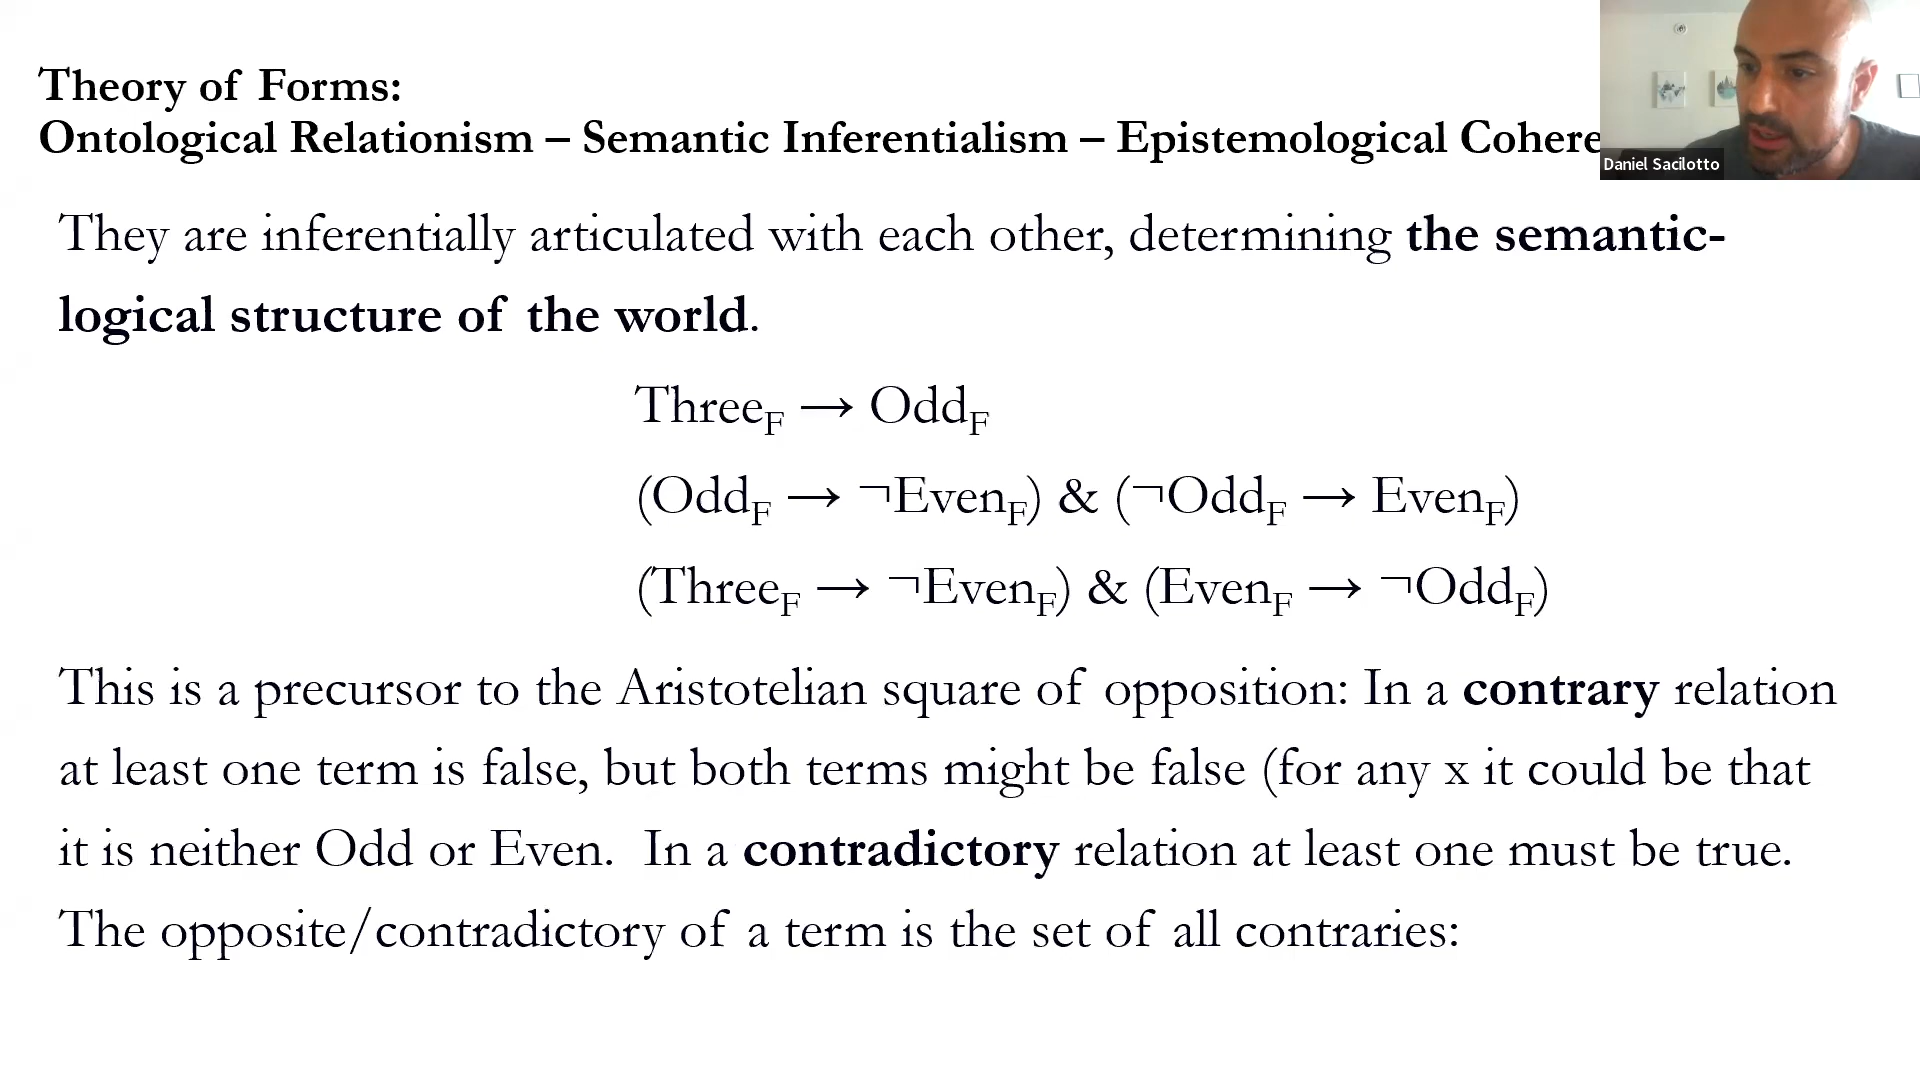 Theory of Forms:
Ontological Relationism – Semantic Inferentialism – Epistemological Cohere
Daniel Sacilotto
They are inferentially articulated with each other, determining the semantic-
logical structure of the world.
Three_F → Odd_F
(Odd_F → ¬Even_F) & (¬Odd_F → Even_F)
(Three_F → ¬Even_F) & (Even_F → ¬Odd_F)
This is a precursor to the Aristotelian square of opposition: In a contrary relation
at least one term is false, but both terms might be false (for any x it could be that
it is neither Odd or Even.  In a contradictory relation at least one must be true.
The opposite/contradictory of a term is the set of all contraries: